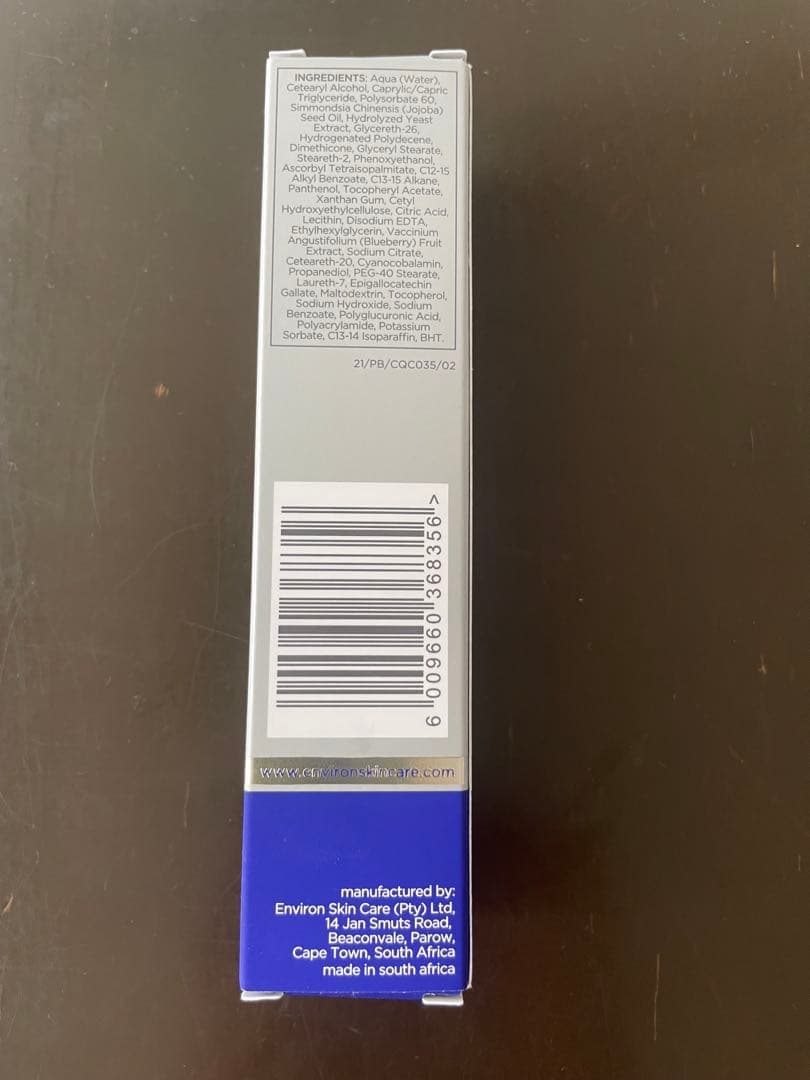 INGREDIENTS: Aqua (Water),
Cetearyl Alcohol, Caprylic/Capric
Triglyceride, Polysorbate 60,
Simmondsia Chinensis (Jojoba)
Seed Oil, Hydrolyzed Yeast
Extract, Glycereth-26,
Hydrogenated Polydecene,
Dimethicone, Glyceryl Stearate,
Steareth-2, Phenoxyethanol,
Ascorbyl Tetraisopalmitate, C12-15
Alkyl Benzoate, C13-15 Alkane,
Panthenol, Tocopheryl Acetate,
Xanthan Gum, Cetyl
Hydroxyethylcellulose, Citric Acid,
Lecithin, Disodium EDTA,
Ethylhexylglycerin, Vaccinium
Angustifolium (Blueberry) Fruit
Extract, Sodium Citrate,
Ceteareth-20, Cyanocobalamin,
Propanediol, PEG-40 Stearate,
Laureth-7, Epigallocatechin
Gallate, Maltodextrin, Tocopherol,
Sodium Hydroxide, Sodium
Benzoate, Polyglucuronic Acid,
Polyacrylamide, Potassium
Sorbate, C13-14 Isoparaffin, BHT.
21/PB/CQC035/02
6 009660 368356 >
www.environskincare.com
manufactured by:
Environ Skin Care (Pty) Ltd,
14 Jan Smuts Road,
Beaconvale, Parow,
Cape Town, South Africa
made in south africa